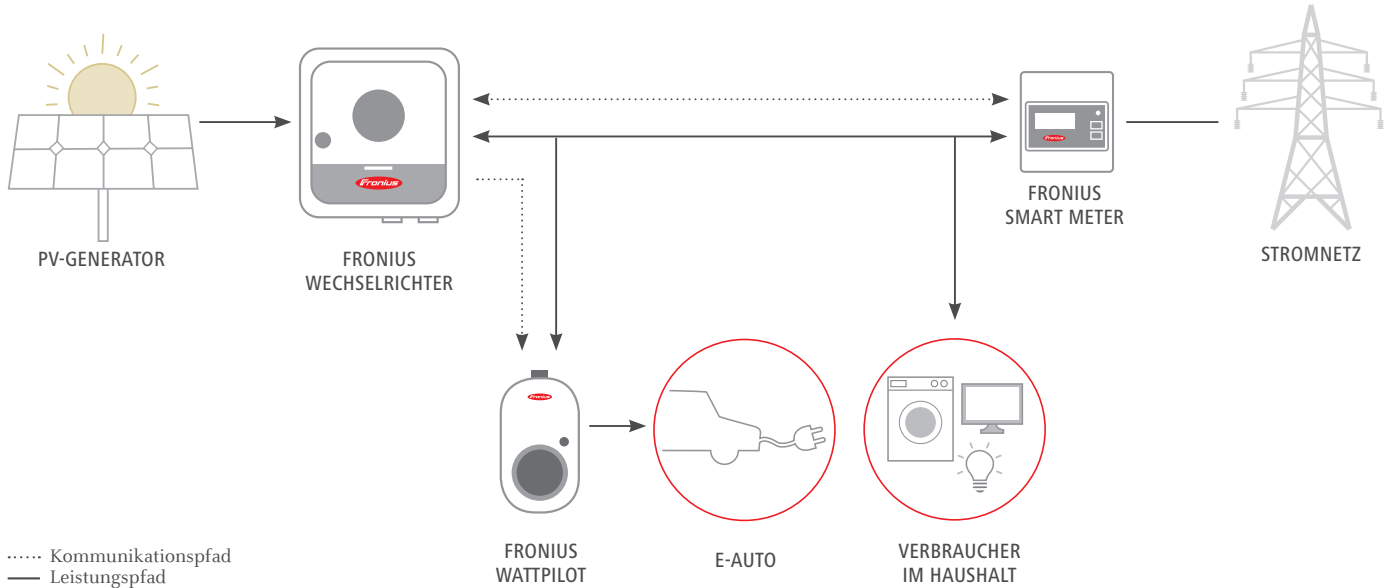 Fronius
Fronius
PV-GENERATOR
FRONIUS
WECHSELRICHTER
FRONIUS
SMART METER
STROMNETZ
Fronius
FRONIUS
WATTPILOT
E-AUTO
VERBRAUCHER
IM HAUSHALT
Kommunikationspfad
Leistungspfad